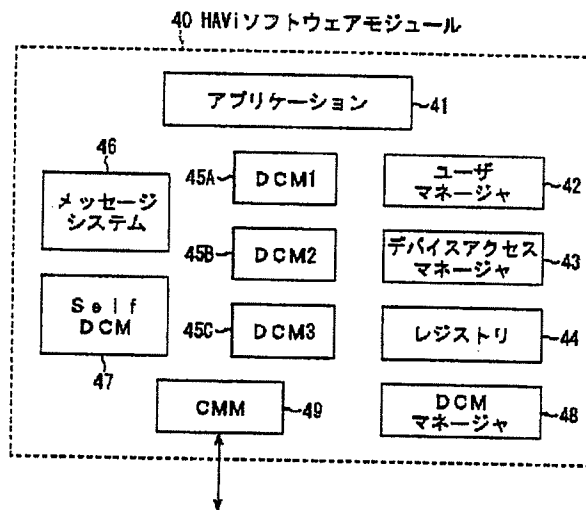 40 HAViソフトウェアモジュール
アプリケーション
41
46
メッセージ
システム
45A
DCM1
ユーザ
マネージャ
42
45B
DCM2
デバイスアクセス
マネージャ
43
Self
DCM
47
45C
DCM3
レジストリ
44
CMM
49
DCM
マネージャ
48